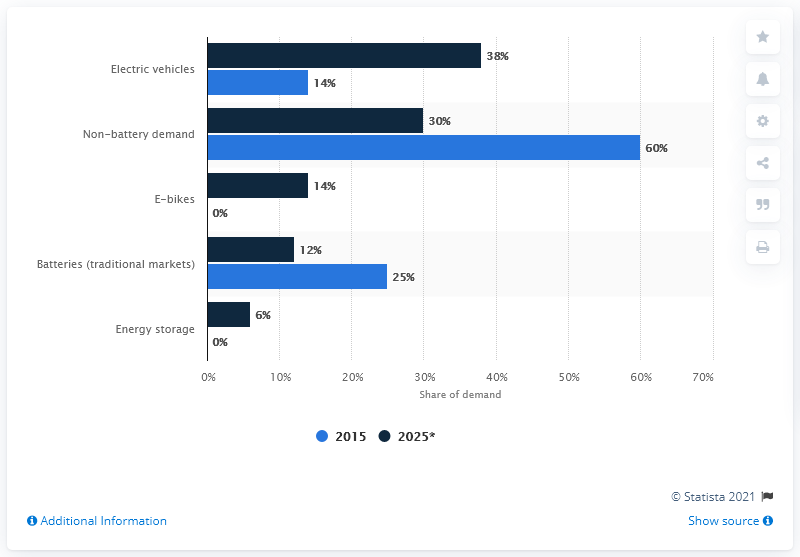 Electric vehicles
38%
14%
Non-battery demand
30%
60%
E-bikes
14%
0%
Batteries (traditional markets)
12%
25%
Energy storage
6%
0%
0% 10% 20% 30% 40% 50% 60% 70%
Share of demand
2015 2025*
© Statista 2021
Additional Information Show source